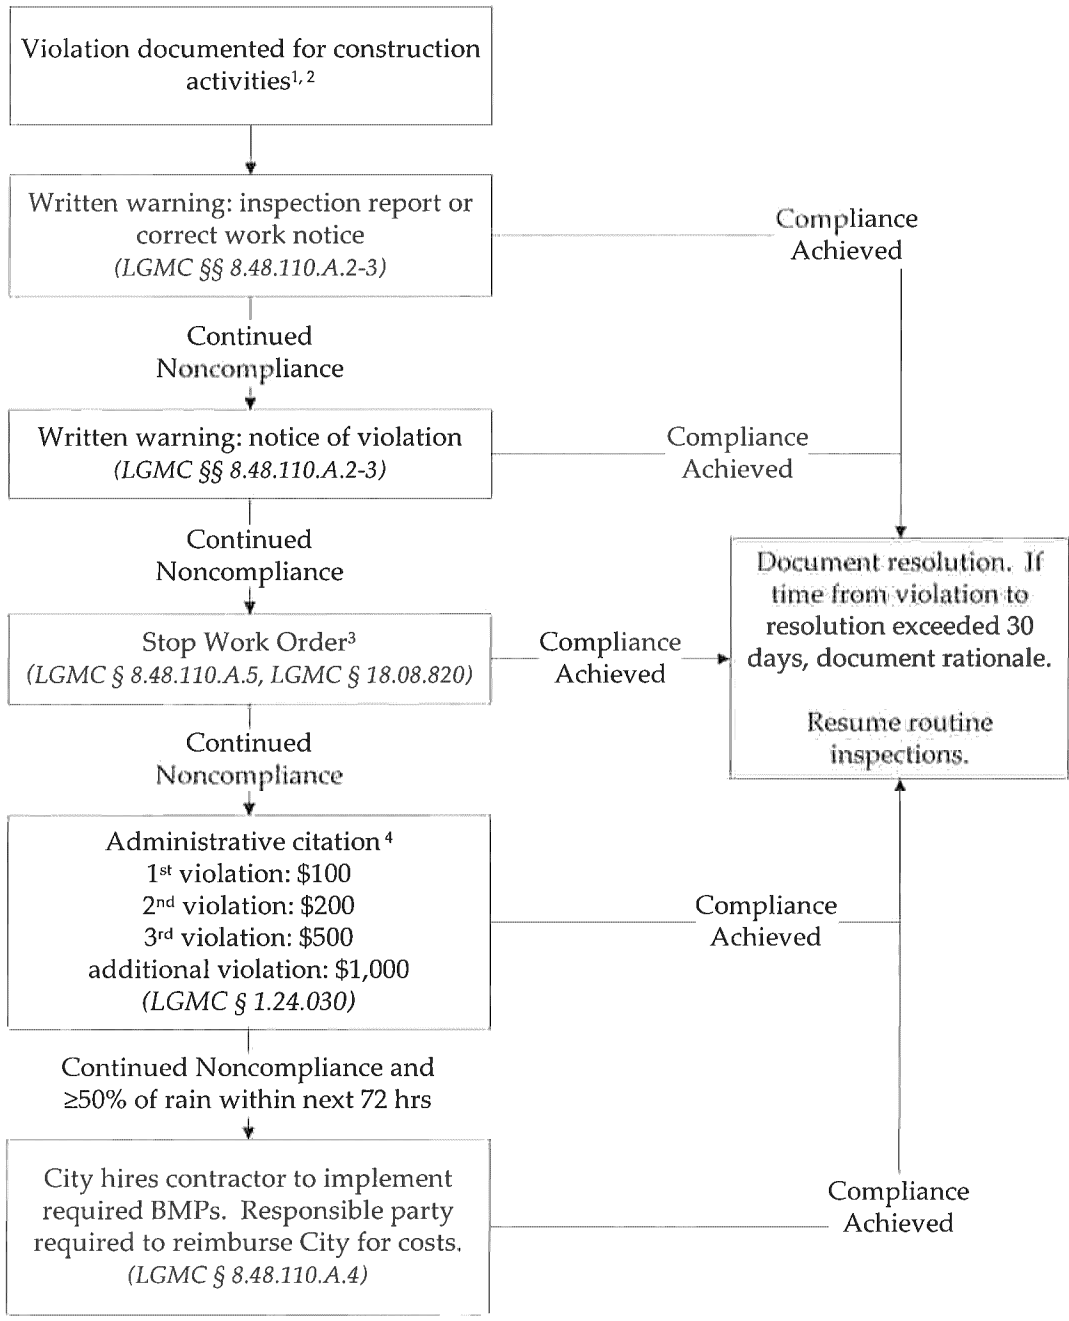 Violation documented for construction
activities¹, ²
Written warning: inspection report or
correct work notice
(LGMC §§ 8.48.110.A.2-3)
Compliance
Achieved
Continued
Noncompliance
Written warning: notice of violation
(LGMC §§ 8.48.110.A.2-3)
Compliance
Achieved
Continued
Noncompliance
Stop Work Order³
(LGMC § 8.48.110.A.5, LGMC § 18.08.820)
Compliance
Achieved
Document resolution. If
time from violation to
resolution exceeded 30
days, document rationale.
Resume routine
inspections.
Continued
Noncompliance
Administrative citation ⁴
1st violation: $100
2nd violation: $200
3rd violation: $500
additional violation: $1,000
(LGMC § 1.24.030)
Compliance
Achieved
Continued Noncompliance and
≥50% of rain within next 72 hrs
City hires contractor to implement
required BMPs. Responsible party
required to reimburse City for costs.
(LGMC § 8.48.110.A.4)
Compliance
Achieved